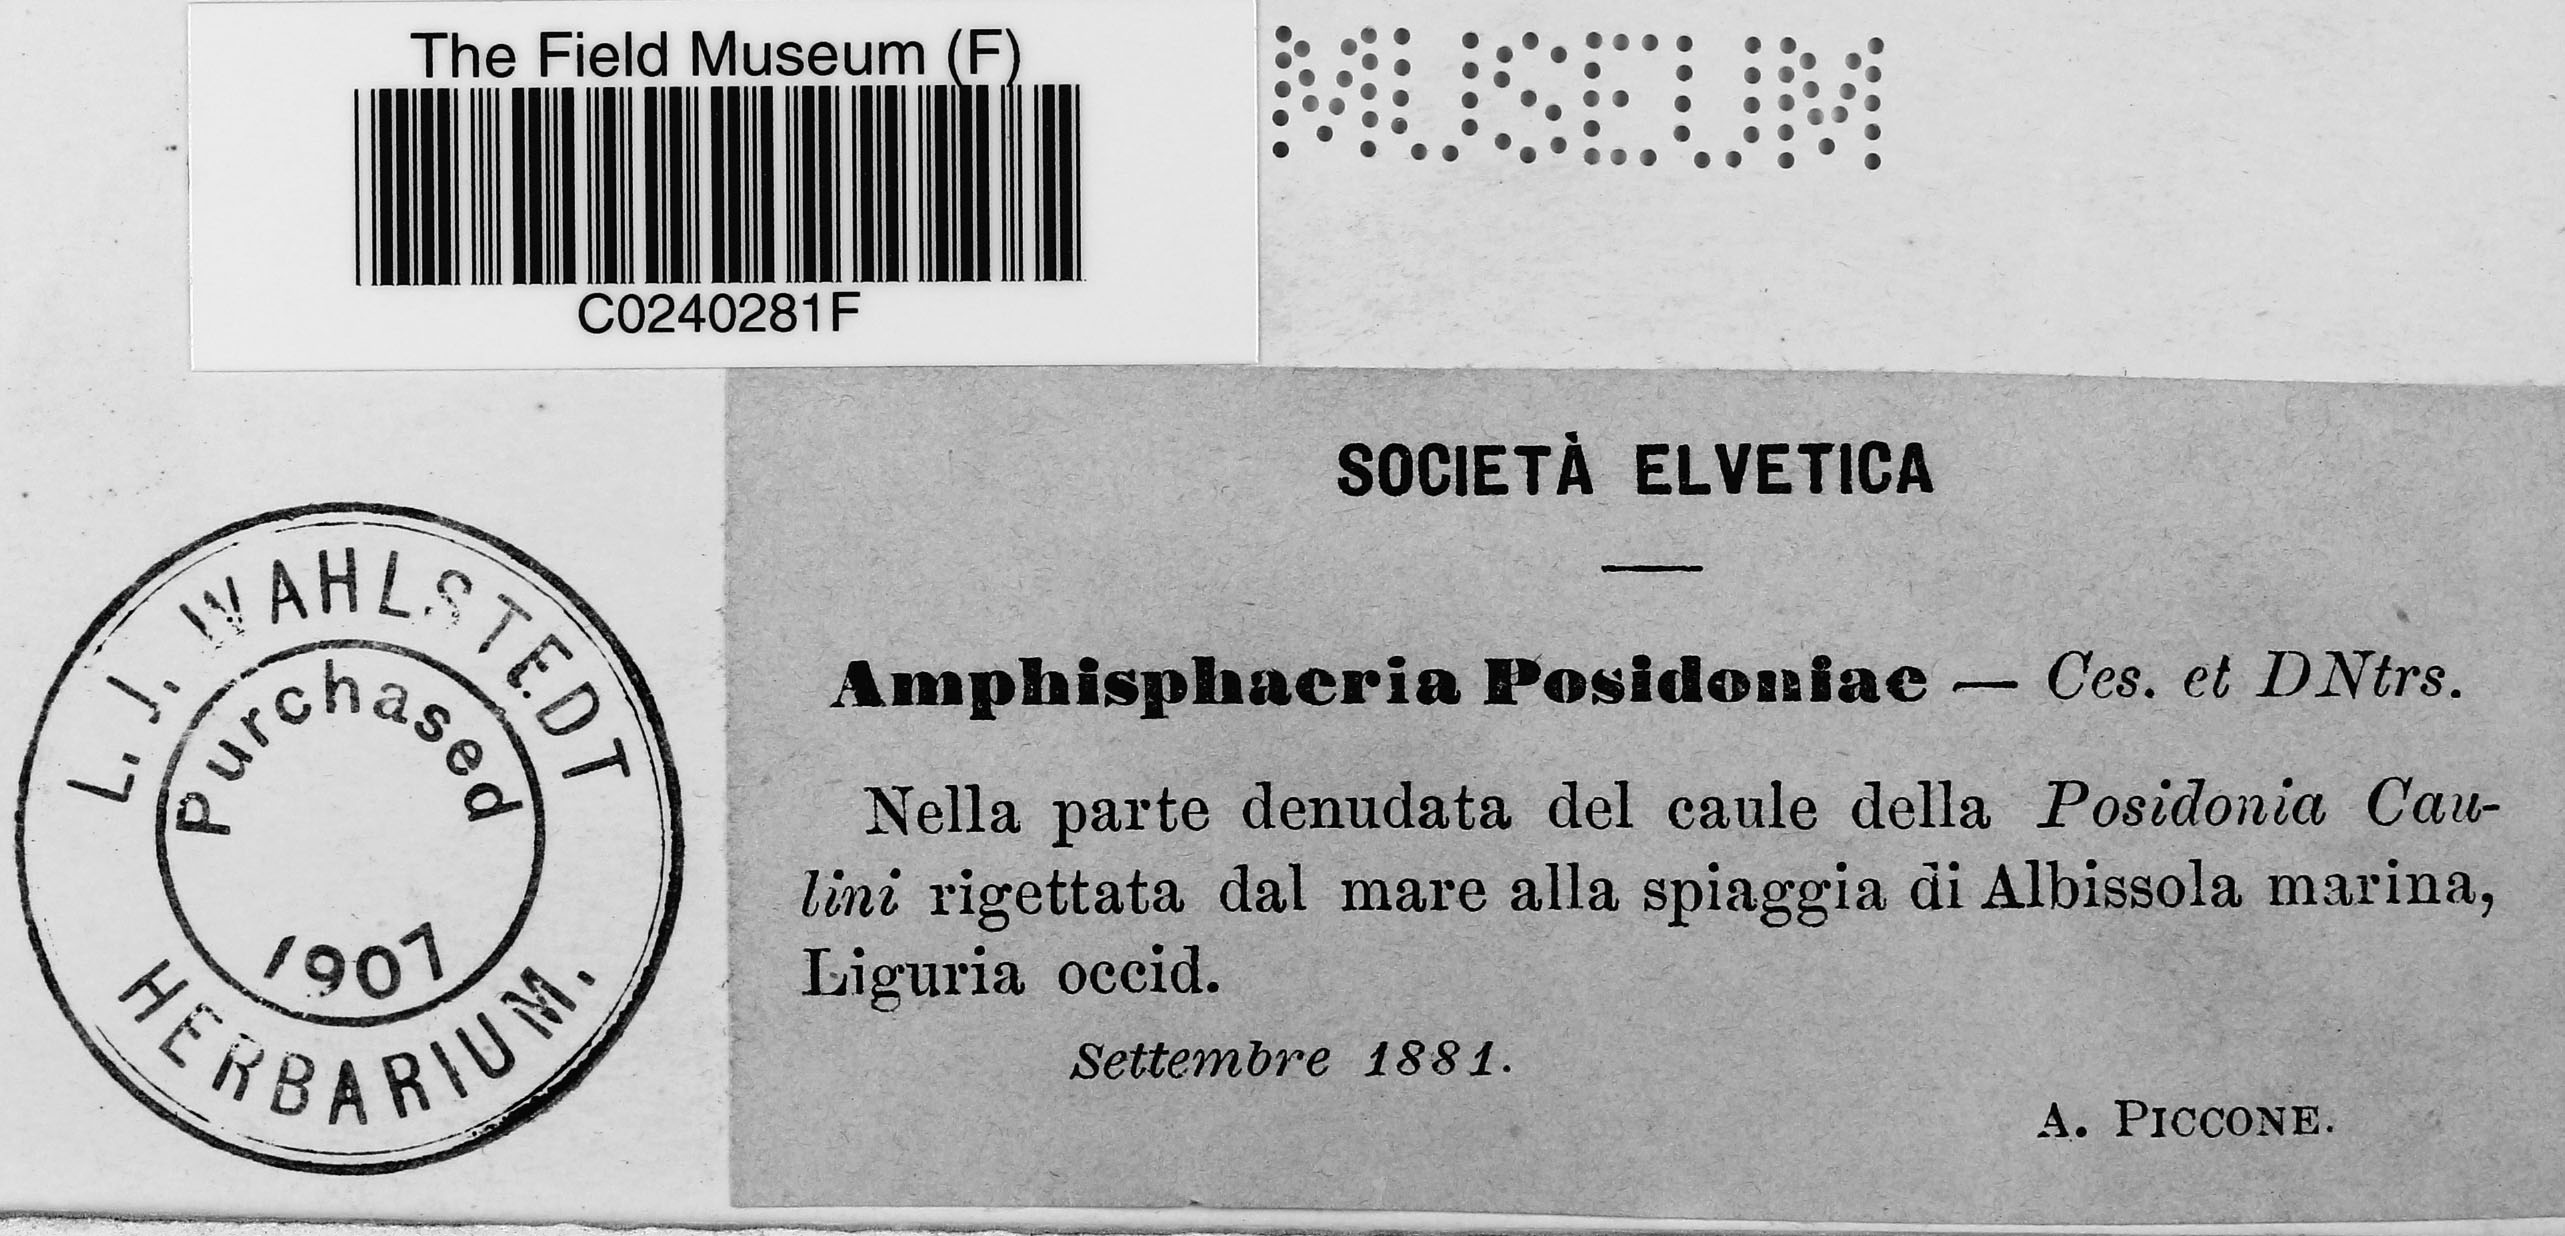 The Field Museum (F)
C0240281F
MUSEUM
SOCIETÀ ELVETICA
Amphisphaeria Posidoniae — Ces. et DNtrs.
Nella parte denudata del caule della Posidonia Cau-
lini rigettata dal mare alla spiaggia di Albissola marina,
Liguria occid.
Settembre 1881.
A. PICCONE.
L. J. WAHLSTEDT
Purchased
1907
HERBARIUM.